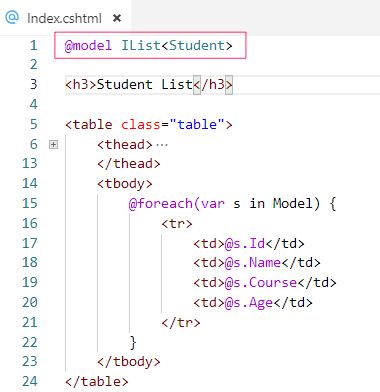 @ Index.cshtml ×
1 @model IList<Student>
2
3 <h3>Student List</h3>
4
5 <table class="table">
6 <thead>...
13 </thead>
14 <tbody>
15 @foreach(var s in Model) {
16 <tr>
17 <td>@s.Id</td>
18 <td>@s.Name</td>
19 <td>@s.Course</td>
20 <td>@s.Age</td>
21 </tr>
22 }
23 </tbody>
24 </table>